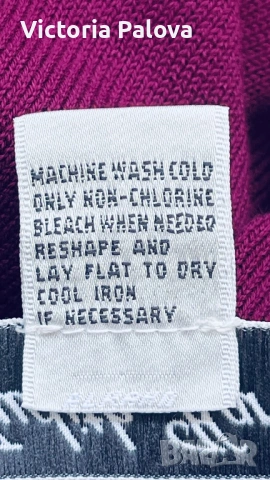 Victoria Palova
MACHINE WASH COLD
ONLY NON-CHLORINE
BLEACH WHEN NEEDED
RESHAPE AND
LAY FLAT TO DRY
COOL IRON
IF NECESSARY